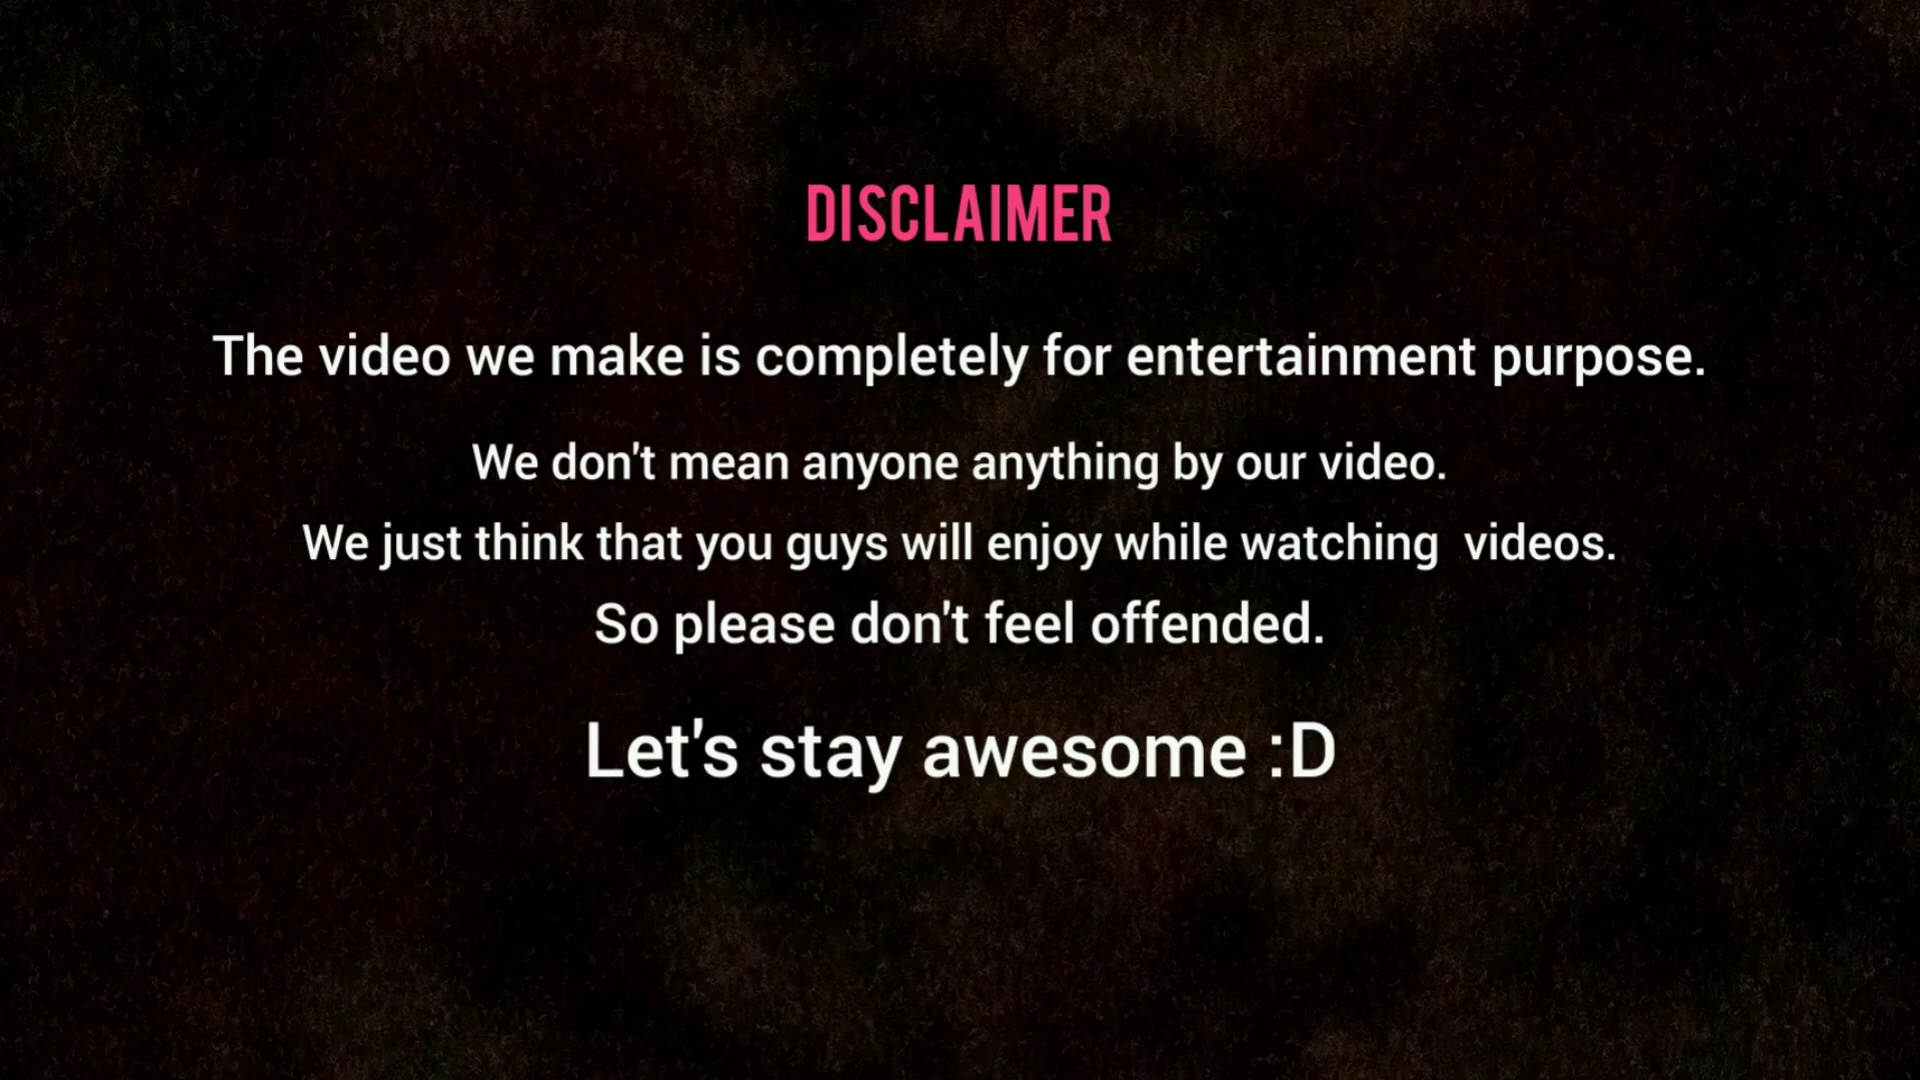 DISCLAIMER
The video we make is completely for entertainment purpose.
We don't mean anyone anything by our video.
We just think that you guys will enjoy while watching  videos.
So please don't feel offended.
Let's stay awesome :D